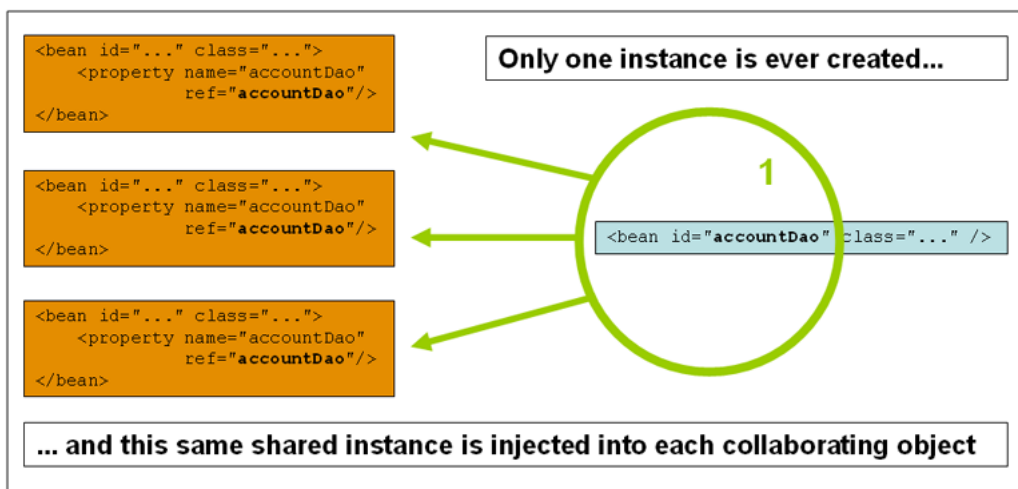 <bean id="..." class="...">
<property name="accountDao"
ref="accountDao"/>
</bean>
Only one instance is ever created...
1
<bean id="..." class="...">
<property name="accountDao"
ref="accountDao"/>
</bean>
<bean id="accountDao" class="..." />
<bean id="..." class="...">
<property name="accountDao"
ref="accountDao"/>
</bean>
... and this same shared instance is injected into each collaborating object